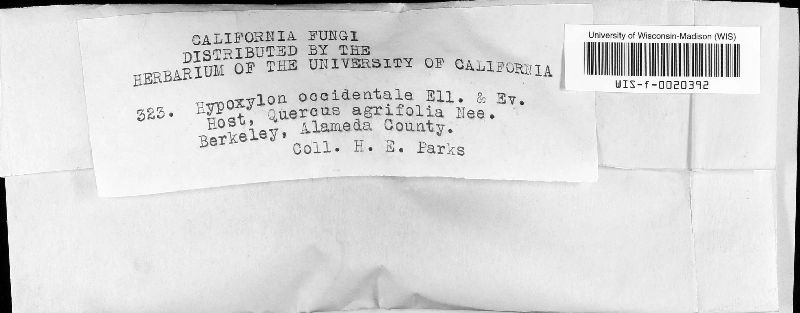 CALIFORNIA FUNGI
DISTRIBUTED BY THE
HERBARIUM OF THE UNIVERSITY OF CALIFORNIA
323. Hypoxylon occidentale Ell. & Ev.
Host, Quercus agrifolia Nee.
Berkeley, Alameda County.
Coll. H. E. Parks
University of Wisconsin-Madison (WIS)
WIS-f-0020392